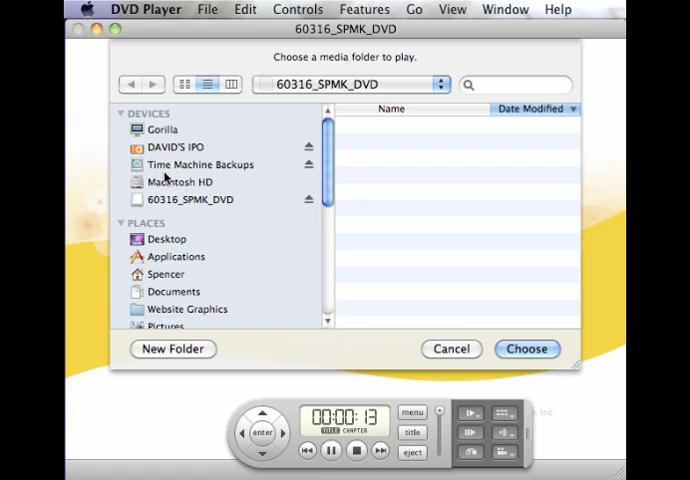 DVD Player File Edit Controls Features Go Video Window Help
60316_SPMK_DVD
Choose a media folder to play.
60316_SPMK_DVD
Name Date Modified
DEVICES
Gorilla
DAVID'S IPO
Time Machine Backups
Macintosh HD
60316_SPMK_DVD
PLACES
Desktop
Applications
Spencer
Documents
Website Graphics
Pictures
New Folder Cancel Choose
, Inc.
00:00:13
TITLE CHAPTER
menu
title
eject
enter